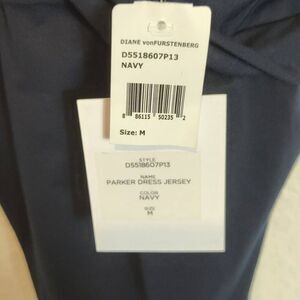 DIANE vonFURSTENBERG
D5518607P13
NAVY
8 86115 50235 2
Size: M
STYLE
D5518607P13
NAME
PARKER DRESS JERSEY
COLOR
NAVY
SIZE
M